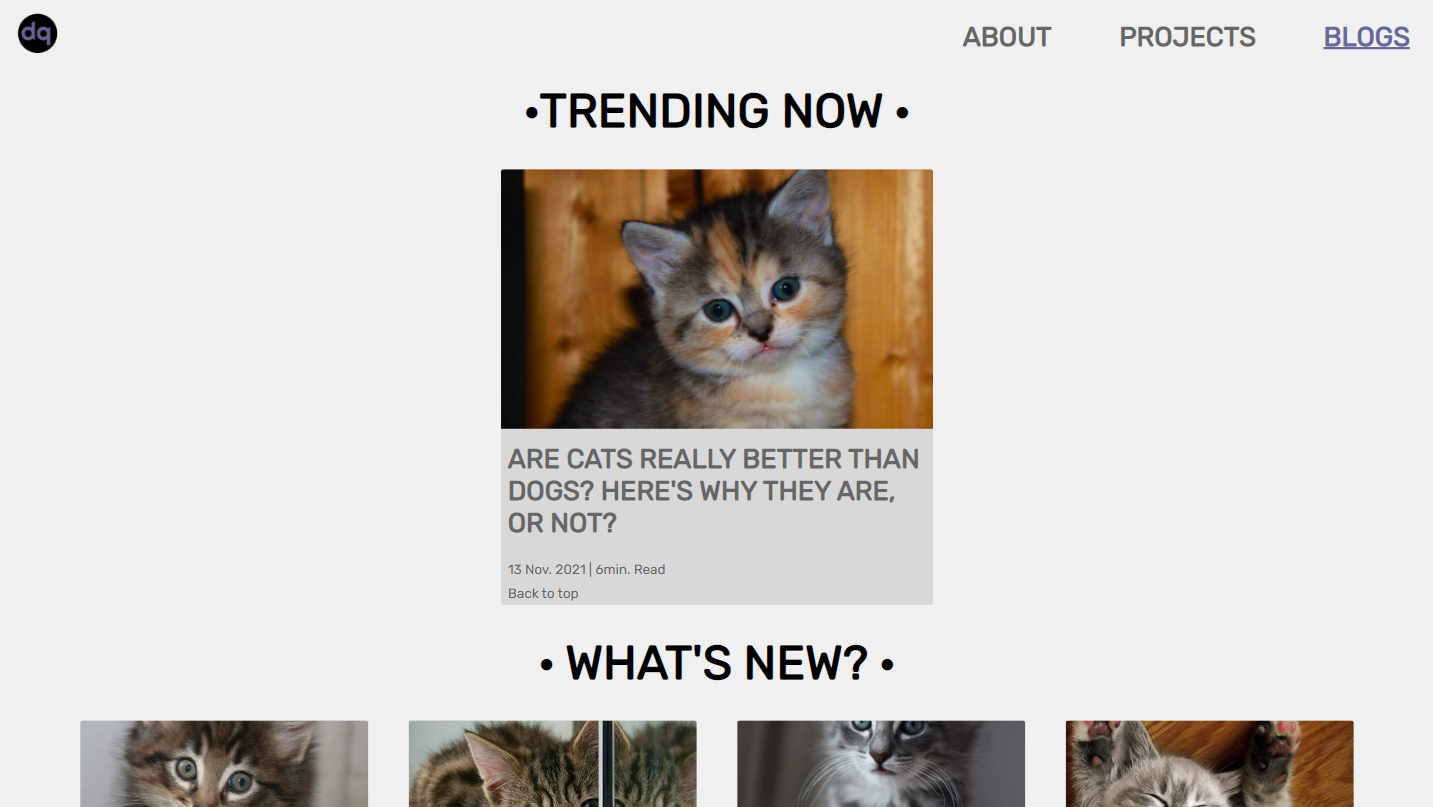 dq
ABOUT PROJECTS BLOGS
•TRENDING NOW •
ARE CATS REALLY BETTER THAN
DOGS? HERE'S WHY THEY ARE,
OR NOT?
13 Nov. 2021 | 6min. Read
Back to top
• WHAT'S NEW? •